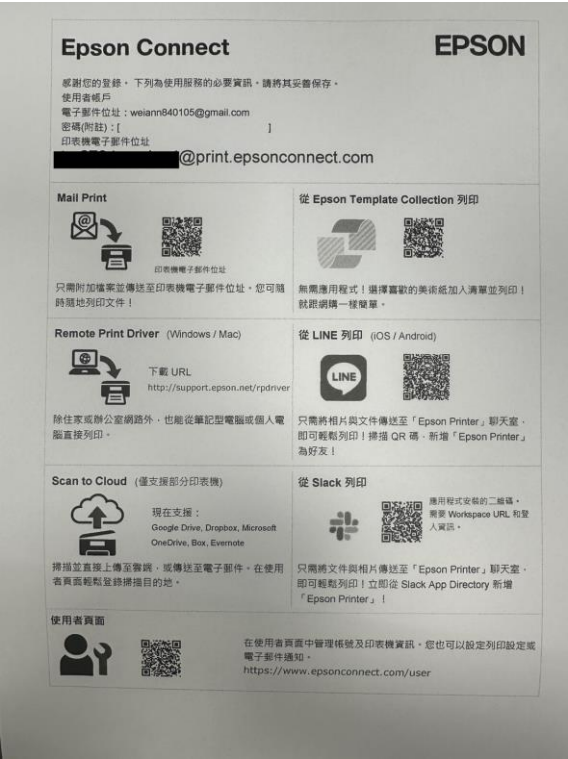 Epson Connect
EPSON
感謝您的登錄。下列為使用服務的必要資訊，請將其妥善保存。
使用者帳戶
電子郵件位址：weiann840105@gmail.com
密碼(附註)：[ ]
印表機電子郵件位址
@print.epsonconnect.com
Mail Print
印表機電子郵件位址
只需附加檔案並傳送至印表機電子郵件位址，您可隨
時隨地列印文件！
從 Epson Template Collection 列印
無需應用程式！選擇喜歡的美術紙加入清單並列印！
就跟網購一樣簡單。
Remote Print Driver (Windows / Mac)
下載 URL
http://support.epson.net/rpdriver
除住家或辦公室網路外，也能從筆記型電腦或個人電
腦直接列印。
從 LINE 列印 (iOS / Android)
LINE
只需將相片與文件傳送至「Epson Printer」聊天室，
即可輕鬆列印！掃描 QR 碼，新增「Epson Printer」
為好友！
Scan to Cloud (僅支援部分印表機)
現在支援：
Google Drive, Dropbox, Microsoft
OneDrive, Box, Evernote
掃描並直接上傳至雲端，或傳送至電子郵件。在使用
者頁面輕鬆登錄掃描目的地。
從 Slack 列印
應用程式安裝的二維碼。
需要 Workspace URL 和登
入資訊。
只需將文件與相片傳送至「Epson Printer」聊天室，
即可輕鬆列印！立即從 Slack App Directory 新增
「Epson Printer」！
使用者頁面
在使用者頁面中管理帳號及印表機資訊。您也可以設定列印設定或
電子郵件通知。
https://www.epsonconnect.com/user